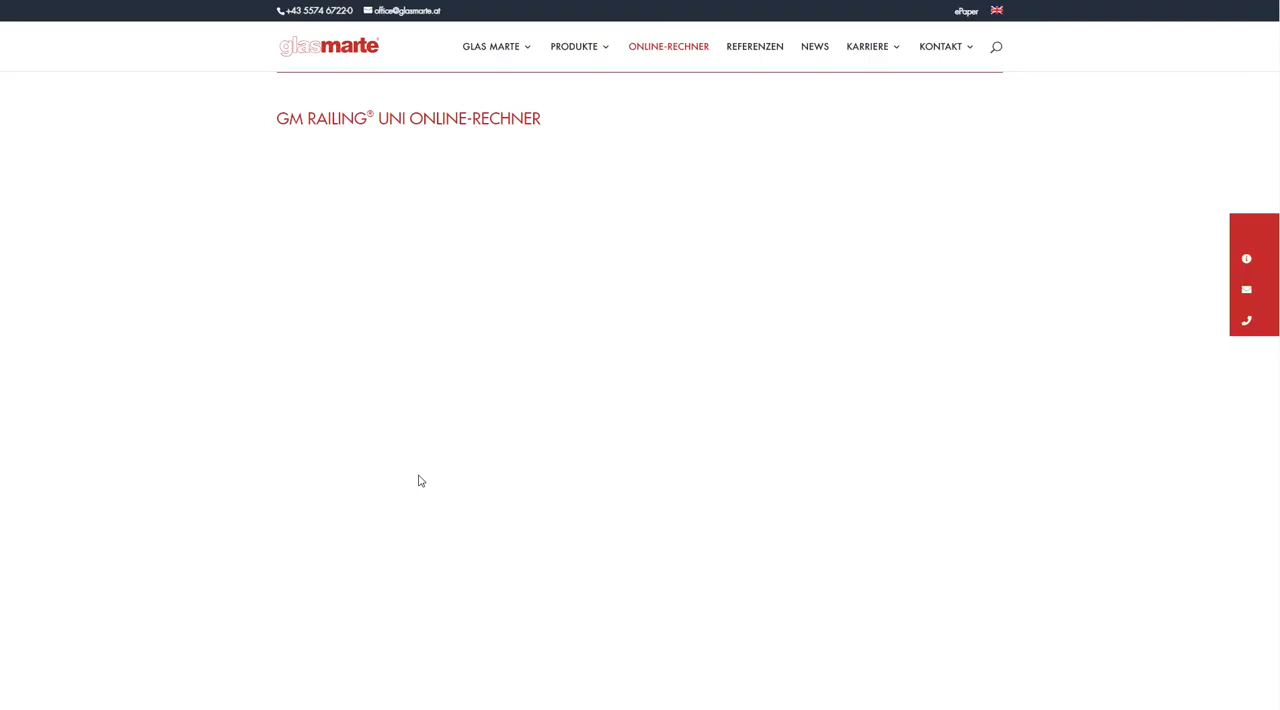 +43 5574 6722-0 office@glasmarte.at ePaper
glasmarte®
GLAS MARTE PRODUKTE ONLINE-RECHNER REFERENZEN NEWS KARRIERE KONTAKT
GM RAILING® UNI ONLINE-RECHNER